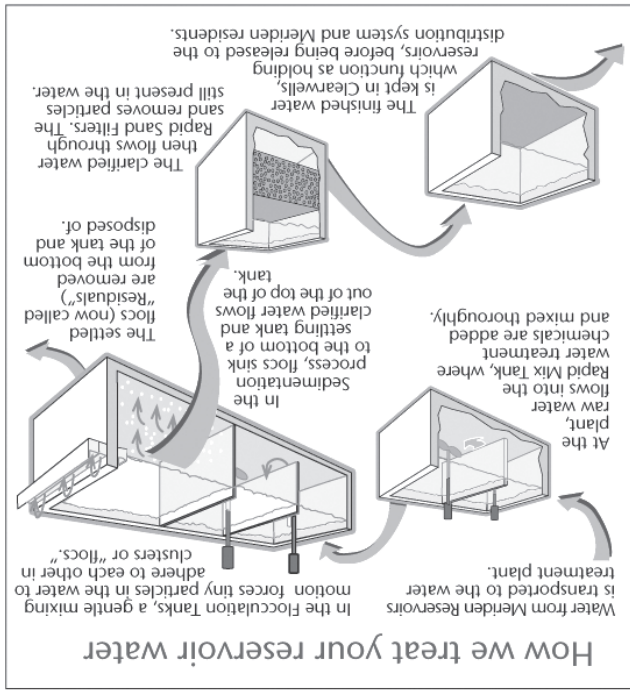 How we treat your reservoir water
Water from Meriden Reservoirs
is transported to the water
treatment plant.
At the
plant,
raw water
flows into the
Rapid Mix Tank, where
water treatment
chemicals are added
and mixed thoroughly.
In the Flocculation Tanks, a gentle mixing
motion forces tiny particles in the water to
adhere to each other in
clusters or "flocs."
In the
Sedimentation
process, flocs sink
to the bottom of a
settling tank and
clarified water flows
out of the top of the
tank.
The settled
flocs (now called
"Residuals")
are removed
from the bottom
of the tank and
disposed of.
The clarified water
then flows through
Rapid Sand Filters. The
sand removes particles
still present in the water.
The finished water
is kept in Clearwells,
which function as holding
reservoirs, before being released to the
distribution system and Meriden residents.